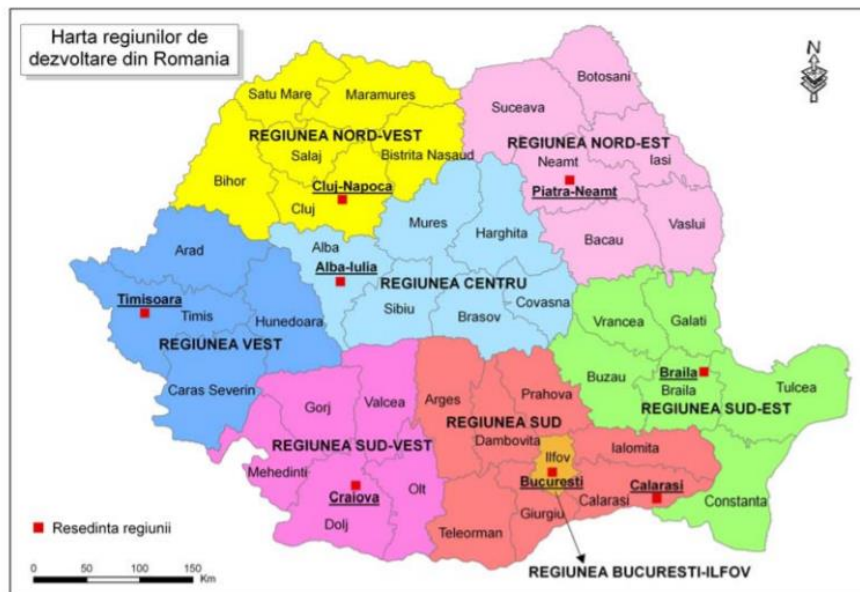 Harta regiunilor de
dezvoltare din Romania
N
Satu Mare
Maramures
REGIUNEA NORD-VEST
Salaj
Bistrita Nasaud
Bihor
Cluj-Napoca
Cluj
Botosani
Suceava
REGIUNEA NORD-EST
Neamt
Iasi
Piatra-Neamt
Vaslui
Bacau
Mures
Harghita
Alba
Alba-Iulia
REGIUNEA CENTRU
Covasna
Sibiu
Brasov
Arad
Timisoara
Timis
Hunedoara
REGIUNEA VEST
Caras Severin
Vrancea
Galati
Buzau
Braila
Braila
Tulcea
REGIUNEA SUD-EST
Constanta
Gorj
Valcea
REGIUNEA SUD-VEST
Mehedinti
Craiova
Olt
Dolj
Arges
Prahova
REGIUNEA SUD
Dambovita
Ialomita
Ilfov
Bucuresti
Calarasi
Calarasi
Giurgiu
Teleorman
REGIUNEA BUCURESTI-ILFOV
Resedinta regiunii
0 50 100 150
Km